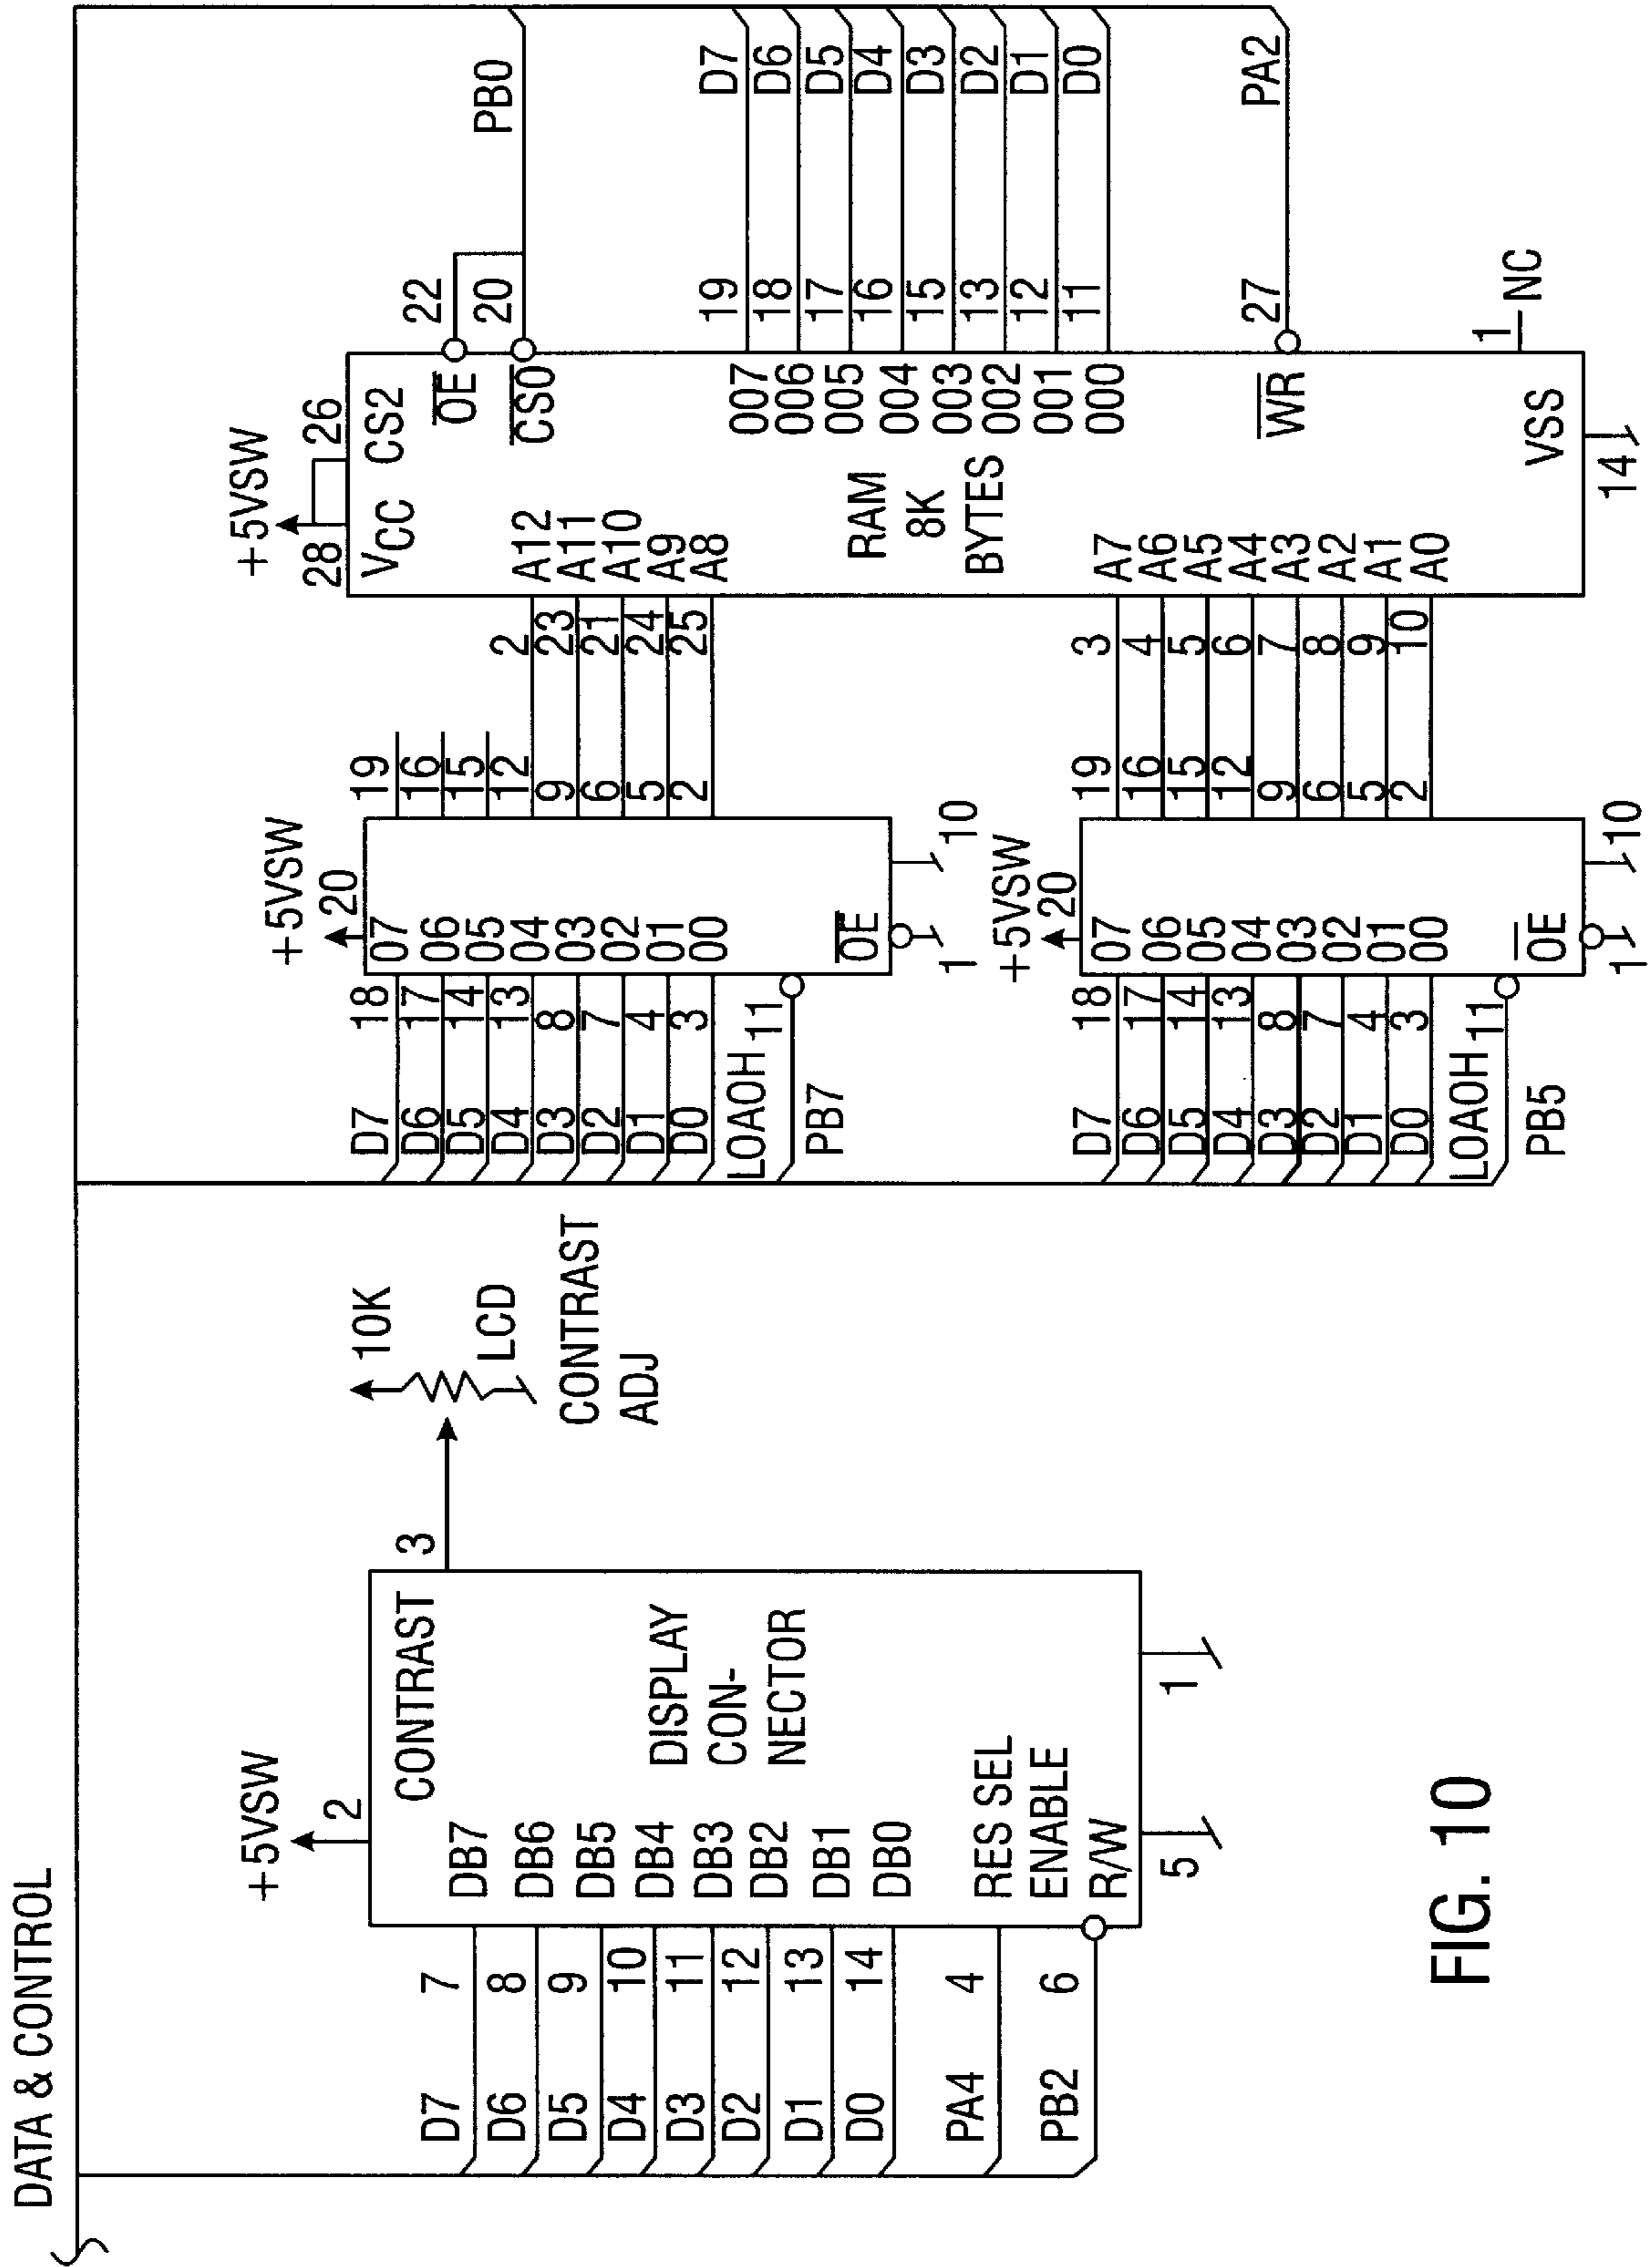 DATA & CONTROL
+5VSW
2
CONTRAST
3
10K
LCD
CONTRAST
ADJ
DISPLAY
CON-
NECTOR
D7 7 DB7
D6 8 DB6
D5 9 DB5
D4 10 DB4
D3 11 DB3
D2 12 DB2
D1 13 DB1
D0 14 DB0
PA4 4 RES SEL
ENABLE
PB2 6 R/W
5
1
+5VSW
20
D7 18 07 19
D6 17 06 16
D5 14 05 15
D4 13 04 12
D3 8 03 9
D2 7 02 6
D1 4 01 5
D0 3 00 2
LOAOH 11
PB7
OE
1
10
+5VSW
20
D7 18 07 19
D6 17 06 16
D5 14 05 15
D4 13 04 12
D3 8 03 9
D2 7 02 6
D1 4 01 5
D0 3 00 2
LOAOH 11
PB5
OE
1
10
+5VSW
28
26
VCC CS2
2 A12
23 A11
21 A10
24 A9
25 A8
3 A7
4 A6
5 A5
6 A4
7 A3
8 A2
9 A1
10 A0
RAM
8K
BYTES
OE 22
CS0 20 PB0
007 19 D7
006 18 D6
005 17 D5
004 16 D4
003 15 D3
002 13 D2
001 12 D1
000 11 D0
WR 27 PA2
VSS
14
1
NC
FIG. 10